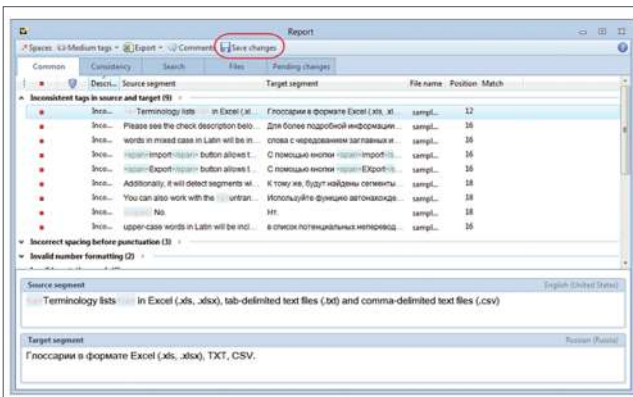 Report
Spaces Medium tags Export Comments Save changes
Common Consistency Search Files Pending changes
Descri... Source segment Target segment File name Position Match
Inconsistent tags in source and target (9)
Inco... Terminology lists in Excel (.xl... Глоссарии в формате Excel (.xls, .xl... sampl... 12
Inco... Please see the check description belo... Для более подробной информации... sampl... 16
Inco... words in mixed case in Latin will be in... слова с чередованием заглавных и... sampl... 16
Inco... <span>Import</span> button allows t... С помощью кнопки <span>Import</s... sampl... 16
Inco... <span>Export</span> button allows t... С помощью кнопки <span>EXport</s... sampl... 16
Inco... Additionally, it will detect segments wi... К тому же, будут найдены сегменты sampl... 18
Inco... You can also work with the untran... Используйте функцию автонахожде... sampl... 18
Inco... No. Нт. sampl... 18
Inco... upper-case words in Latin will be incl... в список потенциальных неперевод... sampl... 16
Incorrect spacing before punctuation (3)
Invalid number formatting (2)
Source segment English (United States)
Terminology lists in Excel (.xls, .xlsx), tab-delimited text files (.txt) and comma-delimited text files (.csv)
Target segment Russian (Russia)
Глоссарии в формате Excel (.xls, .xlsx), TXT, CSV.